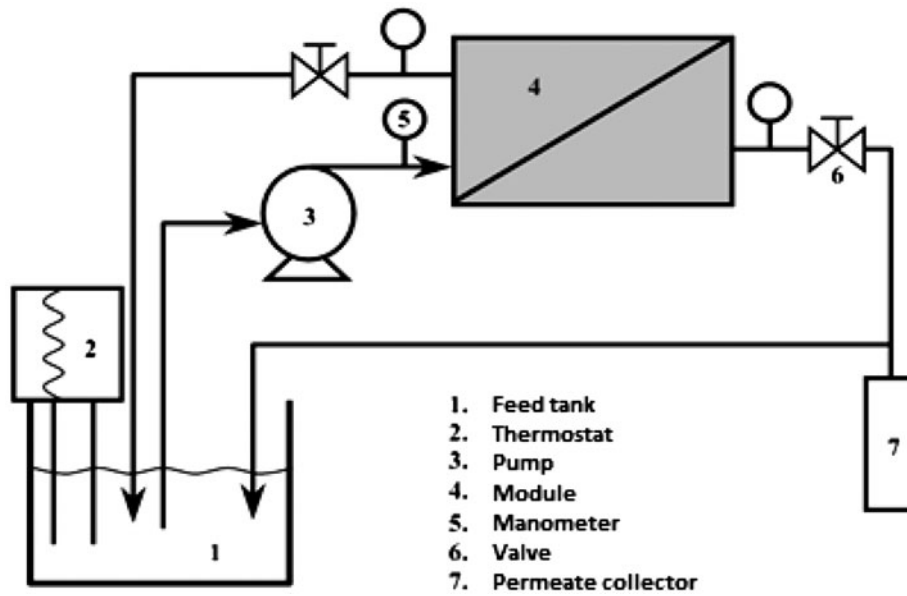 4
5
3
6
2
7
1
1. Feed tank
2. Thermostat
3. Pump
4. Module
5. Manometer
6. Valve
7. Permeate collector